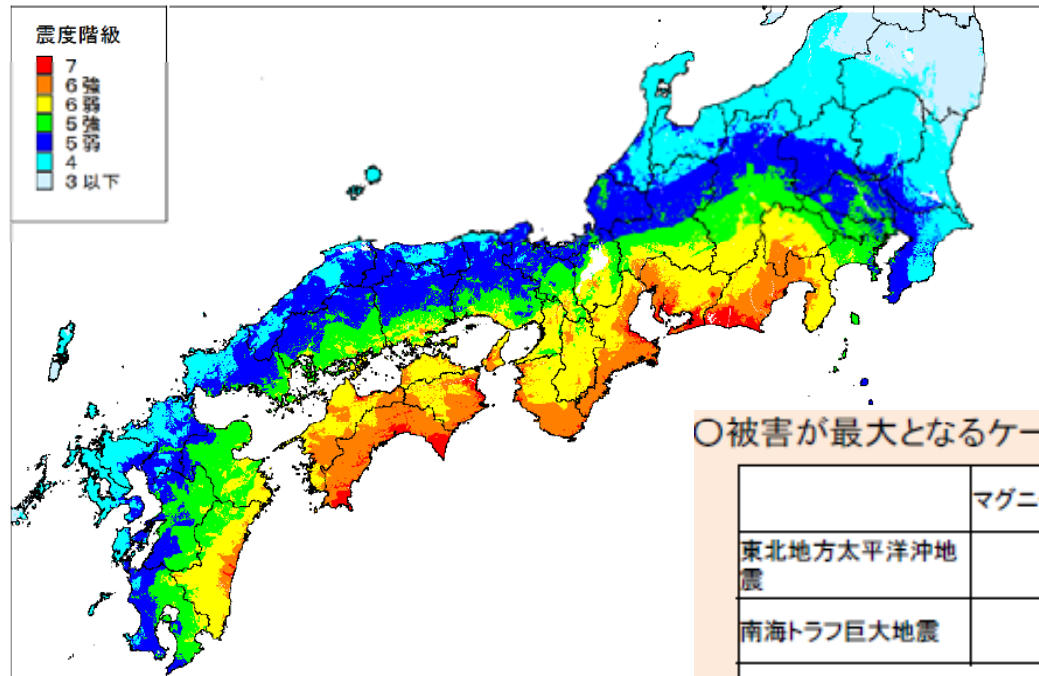 震度階級
7
6強
6弱
5強
5弱
4
3以下
○被害が最大となるケー
マグニ
東北地方太平洋沖地
震
南海トラフ巨大地震